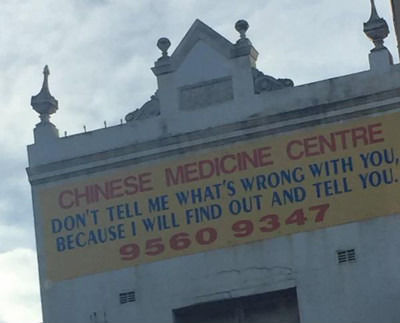 CHINESE MEDICINE CENTRE
DON'T TELL ME WHAT'S WRONG WITH YOU,
BECAUSE I WILL FIND OUT AND TELL YOU.
9560 9347